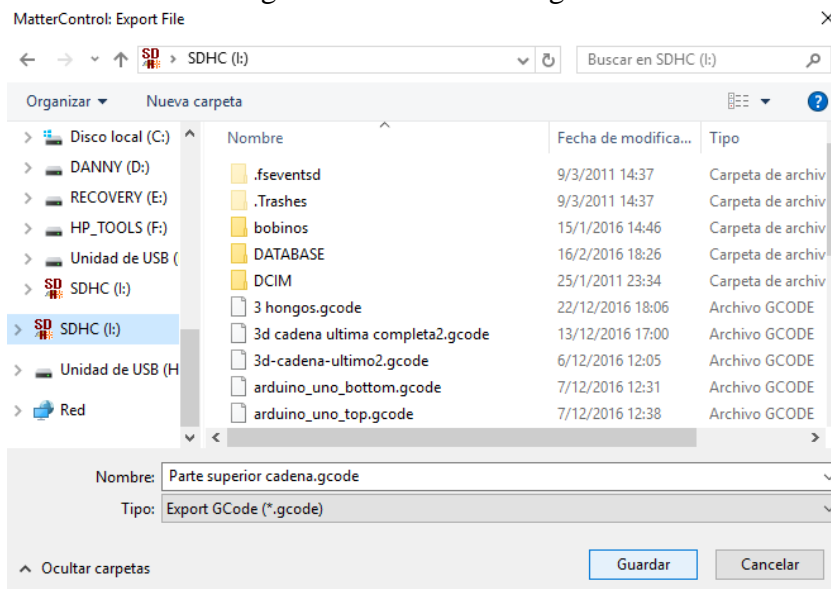 MatterControl: Export File
SD H SDHC (I:) Buscar en SDHC (I:)
Organizar Nueva carpeta
Disco local (C:)
DANNY (D:)
RECOVERY (E:)
HP_TOOLS (F:)
Unidad de USB (
SD H SDHC (I:)
SD H SDHC (I:)
Unidad de USB (H
Red
Nombre Fecha de modifica... Tipo
.fseventsd 9/3/2011 14:37 Carpeta de archiv
.Trashes 9/3/2011 14:37 Carpeta de archiv
bobinos 15/1/2016 14:46 Carpeta de archiv
DATABASE 16/2/2016 18:26 Carpeta de archiv
DCIM 25/1/2011 23:34 Carpeta de archiv
3 hongos.gcode 22/12/2016 18:06 Archivo GCODE
3d cadena ultima completa2.gcode 13/12/2016 17:00 Archivo GCODE
3d-cadena-ultimo2.gcode 6/12/2016 12:05 Archivo GCODE
arduino_uno_bottom.gcode 7/12/2016 12:31 Archivo GCODE
arduino_uno_top.gcode 7/12/2016 12:38 Archivo GCODE
Nombre: Parte superior cadena.gcode
Tipo: Export GCode (*.gcode)
Ocultar carpetas Guardar Cancelar